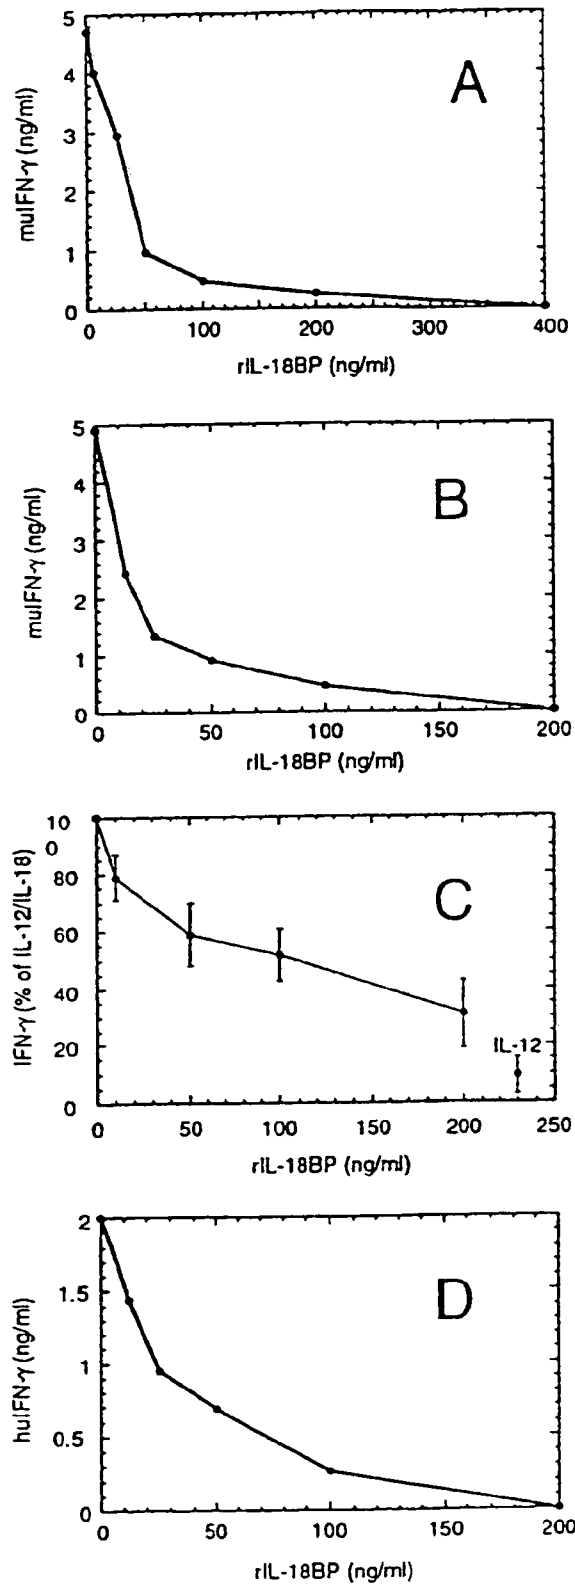 5
4
3
2
1
0
muIFN-γ (ng/ml)
A
0 100 200 300 400
rIL-18BP (ng/ml)
5
4
3
2
1
0
muIFN-γ (ng/ml)
B
0 50 100 150 200
rIL-18BP (ng/ml)
10
0
80
60
40
20
0
IFN-γ (% of IL-12/IL-18)
C
IL-12
0 50 100 150 200 250
rIL-18BP (ng/ml)
2
1.5
1
0.5
0
huIFN-γ (ng/ml)
D
0 50 100 150 200
rIL-18BP (ng/ml)